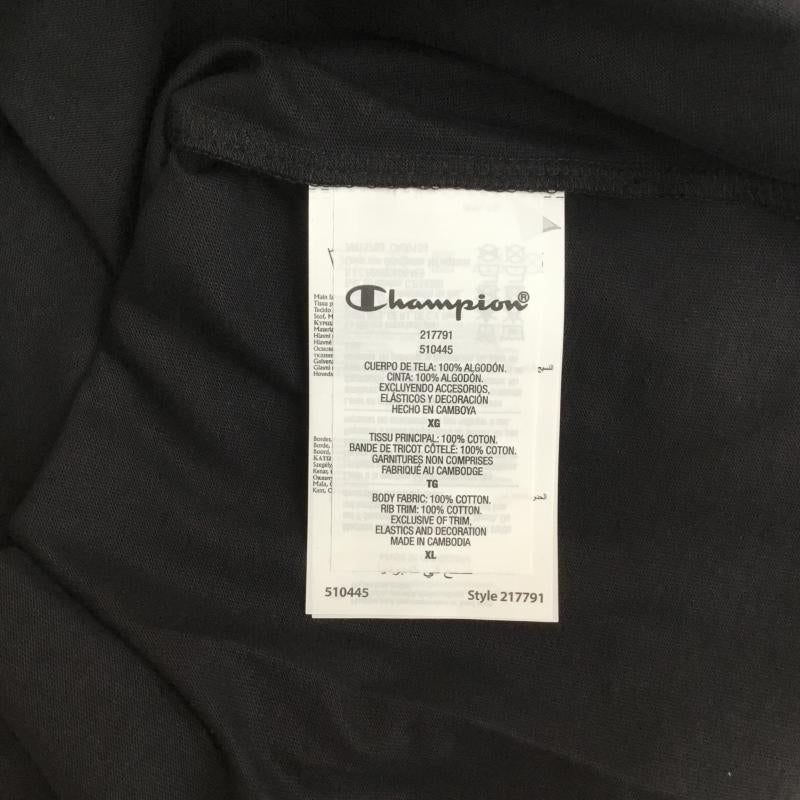 Champion®
217791
510445
CUERPO DE TELA: 100% ALGODÓN.
CINTA: 100% ALGODÓN.
EXCLUYENDO ACCESORIOS,
ELÁSTICOS Y DECORACIÓN
HECHO EN CAMBOYA
XG
TISSU PRINCIPAL: 100% COTON.
BANDE DE TRICOT CÔTELÉ: 100% COTON.
GARNITURES NON COMPRISES
FABRIQUÉ AU CAMBODGE
TG
BODY FABRIC: 100% COTTON.
RIB TRIM: 100% COTTON.
EXCLUSIVE OF TRIM,
ELASTICS AND DECORATION
MADE IN CAMBODIA
XL
510445 Style 217791